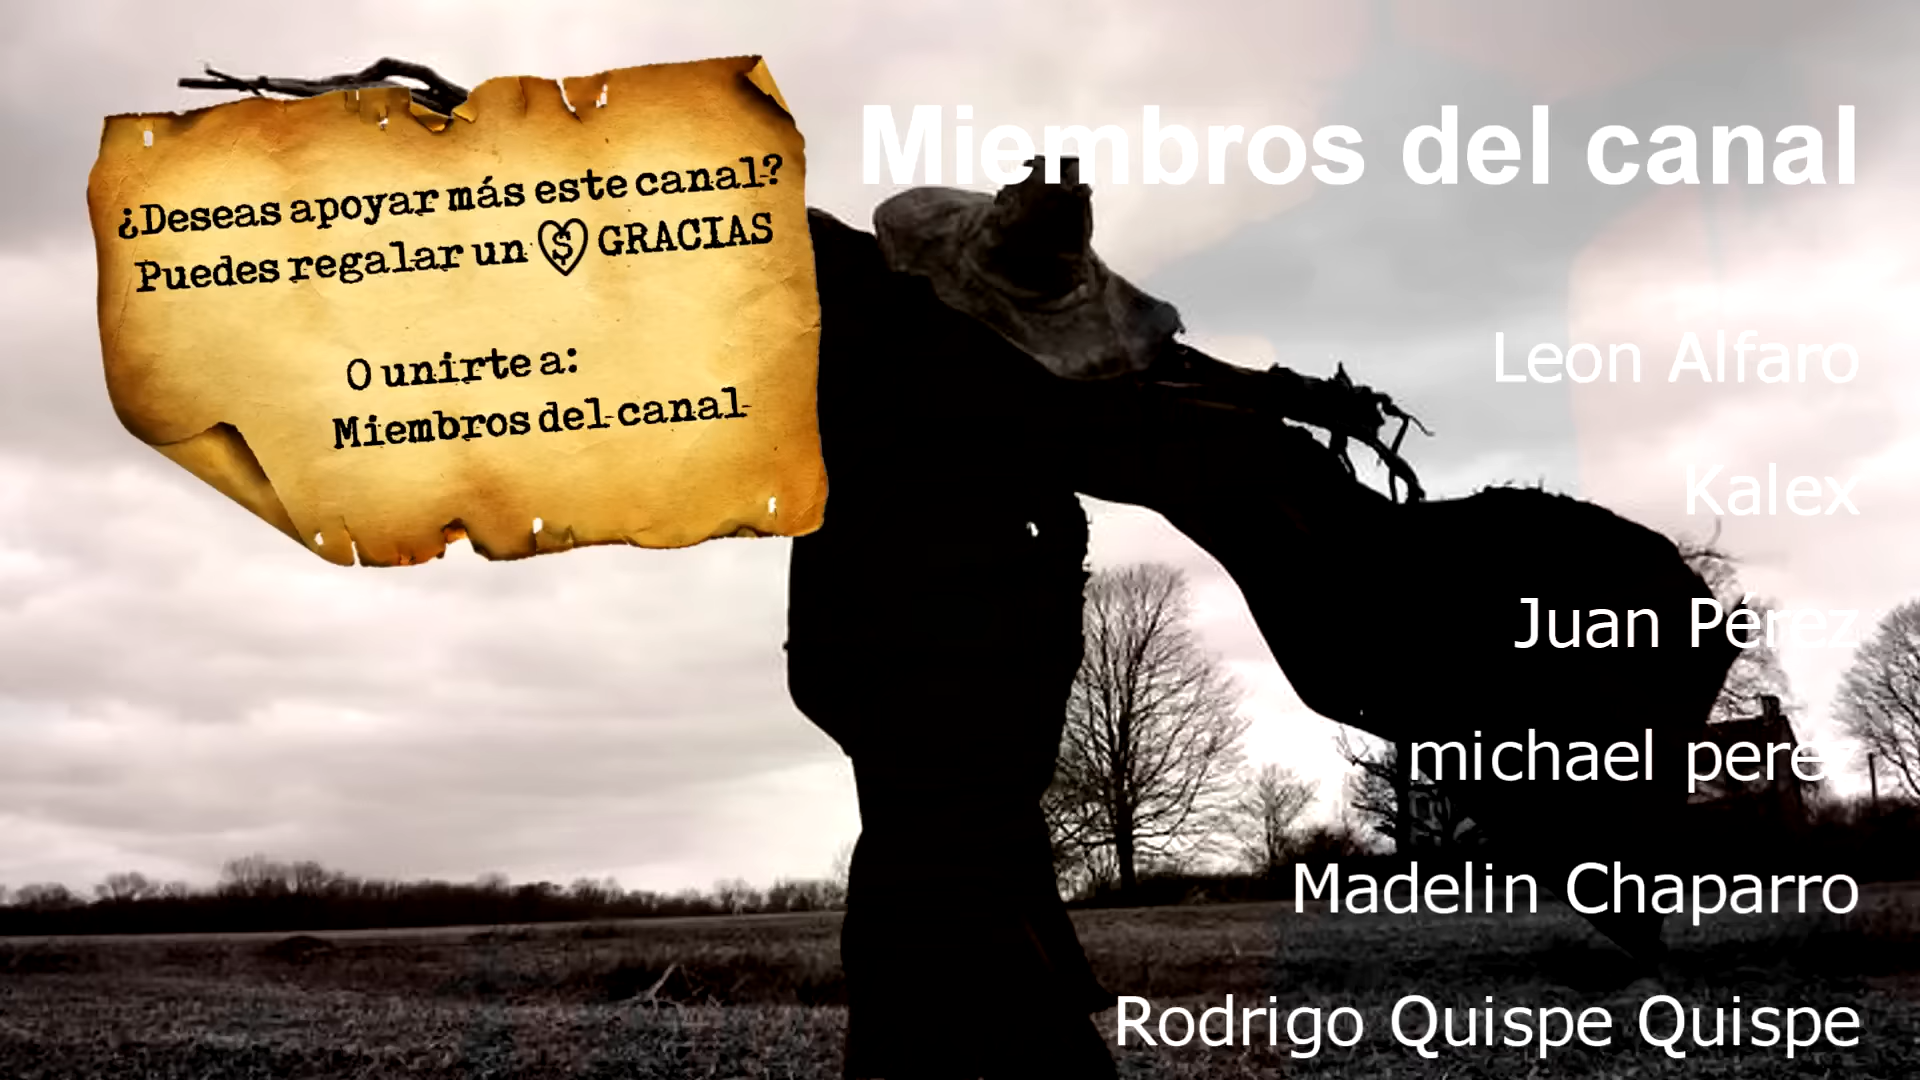 ¿Deseas apoyar más este canal?
Puedes regalar un $ GRACIAS
O unirte a:
Miembros del canal
Miembros del canal
Leon Alfaro
Kalex
Juan Pérez
michael perez
Madelin Chaparro
Rodrigo Quispe Quispe